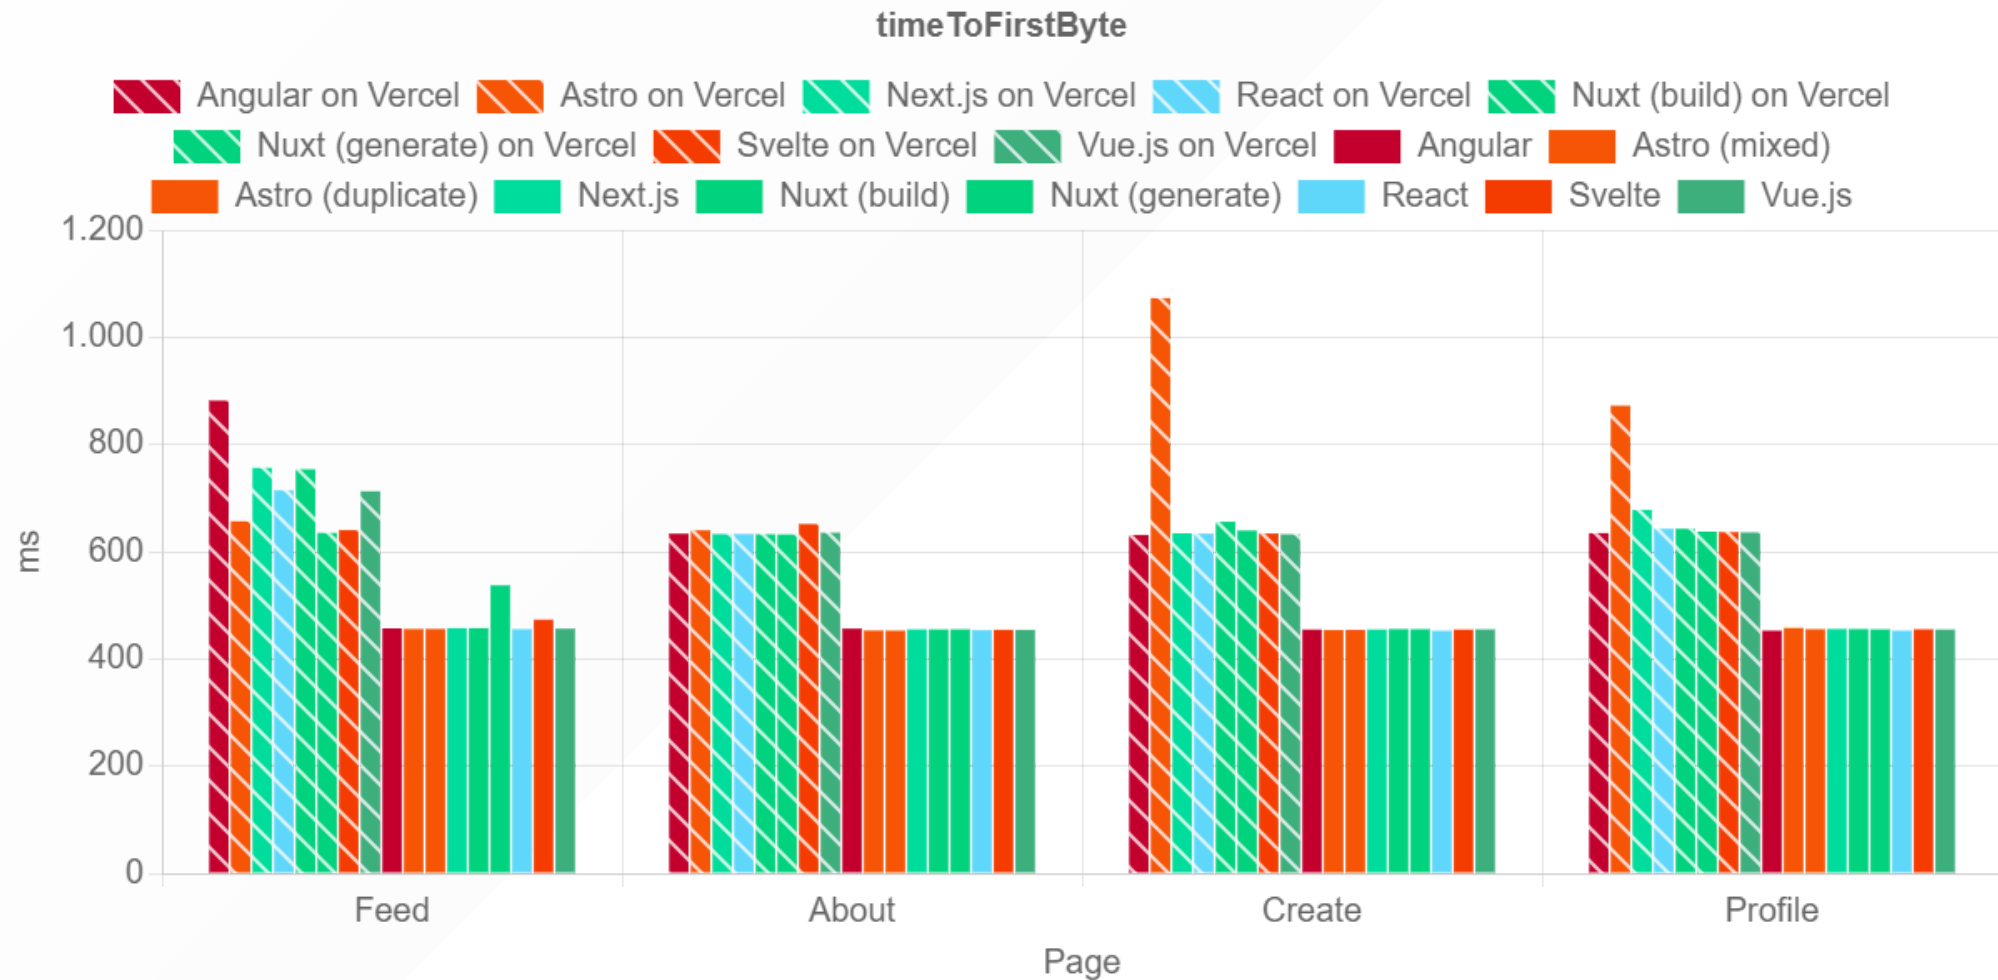 timeToFirstByte
Angular on Vercel Astro on Vercel Next.js on Vercel React on Vercel Nuxt (build) on Vercel
Nuxt (generate) on Vercel Svelte on Vercel Vue.js on Vercel Angular Astro (mixed)
Astro (duplicate) Next.js Nuxt (build) Nuxt (generate) React Svelte Vue.js
1.200
1.000
800
600
400
200
0
ms
Feed About Create Profile
Page